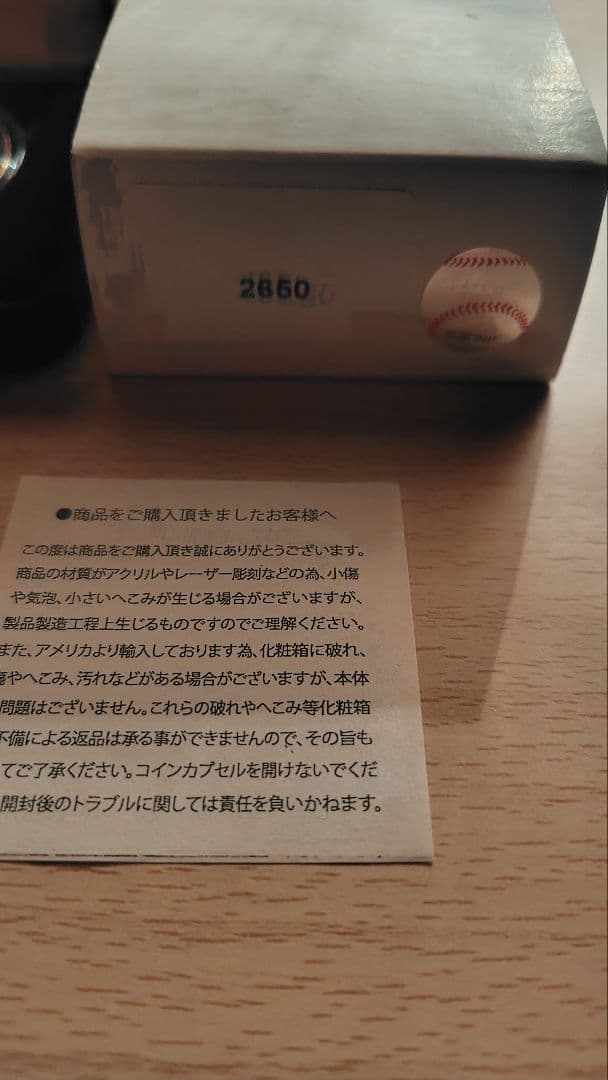 2650
●商品をご購入頂きましたお客様へ
この度は商品をご購入頂き誠にありがとうございます。
商品の材質がアクリルやレーザー彫刻などの為、小傷
や気泡、小さいへこみが生じる場合がございますが、
製品製造工程上生じるものですのでご理解ください。
また、アメリカより輸入しております為、化粧箱に破れ、
傷やへこみ、汚れなどがある場合がございますが、本体
問題はございません。これらの破れやへこみ等化粧箱
不備による返品は承る事ができませんので、その旨も
てご了承ください。コインカプセルを開けないでくだ
開封後のトラブルに関しては責任を負いかねます。